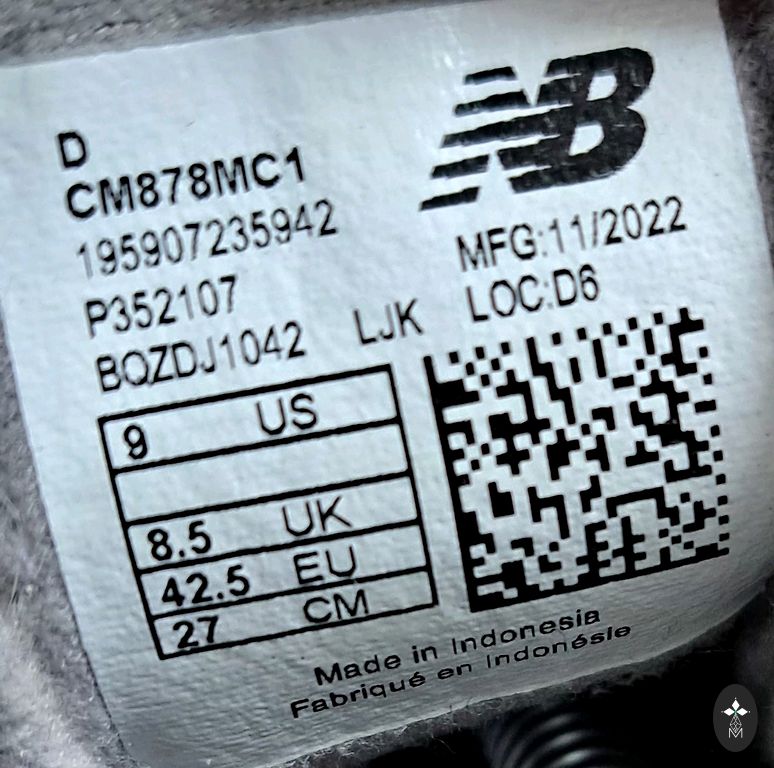 NB
D
CM878MC1
195907235942
P352107
BQZDJ1042 LJK
MFG:11/2022
LOC:D6
9 US
8.5 UK
42.5 EU
27 CM
Made in Indonesia
Fabriqué en Indonésie
M